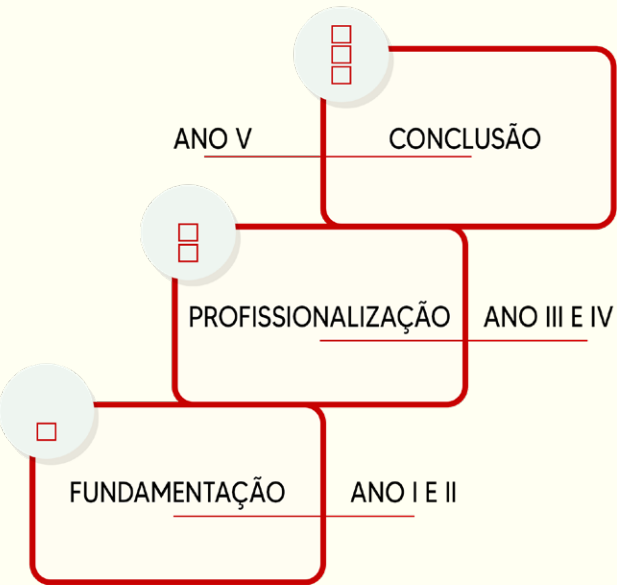 ANO V CONCLUSÃO
PROFISSIONALIZAÇÃO ANO III E IV
FUNDAMENTAÇÃO ANO I E II